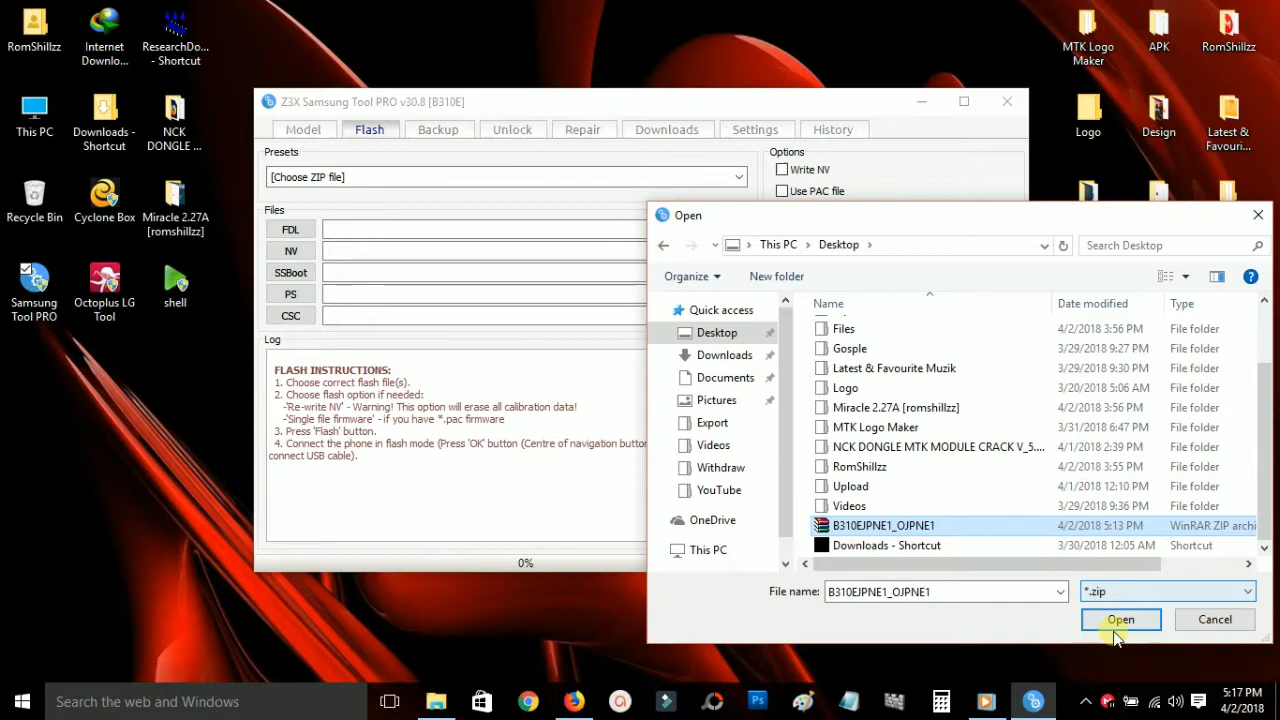 RomShillzz
Internet
Downlo...
ResearchDo...
- Shortcut
This PC
Downloads -
Shortcut
NCK
DONGLE ...
Recycle Bin
Cyclone Box
Miracle 2.27A
[romshillzz]
Samsung
Tool PRO
Octoplus LG
Tool
shell
MTK Logo
Maker
APK
RomShillzz
Logo
Design
Latest &
Favouri...
Z3X Samsung Tool PRO v30.8 [B310E]
Model
Flash
Backup
Unlock
Repair
Downloads
Settings
History
Presets
[Choose ZIP file]
Options
Write NV
Use PAC file
Files
FDL
NV
SSBoot
PS
CSC
Log
FLASH INSTRUCTIONS:
1. Choose correct flash file(s).
2. Choose flash option if needed:
-'Re-write NV' - Warning! This option will erase all calibration data!
-'Single file firmware' - if you have *.pac firmware
3. Press 'Flash' button.
4. Connect the phone in flash mode (Press 'OK' button (Centre of navigation button
connect USB cable).
0%
Open
This PC
Desktop
Search Desktop
Organize
New folder
Quick access
Desktop
Downloads
Documents
Pictures
Export
Videos
Withdraw
YouTube
OneDrive
This PC
Name
Date modified
Type
Files 4/2/2018 3:56 PM File folder
Gosple 3/29/2018 9:27 PM File folder
Latest & Favourite Muzik 3/29/2018 9:30 PM File folder
Logo 3/20/2018 5:06 AM File folder
Miracle 2.27A [romshillzz] 4/2/2018 3:56 PM File folder
MTK Logo Maker 3/31/2018 6:47 PM File folder
NCK DONGLE MTK MODULE CRACK V_5.... 4/1/2018 2:39 PM File folder
RomShillzz 4/2/2018 3:55 PM File folder
Upload 4/1/2018 12:10 PM File folder
Videos 3/29/2018 9:36 PM File folder
B310EJPNE1_OJPNE1 4/2/2018 5:13 PM WinRAR ZIP archi
Downloads - Shortcut 3/30/2018 12:05 AM Shortcut
File name:
B310EJPNE1_OJPNE1
*.zip
Open
Cancel
Search the web and Windows
5:17 PM
4/2/2018